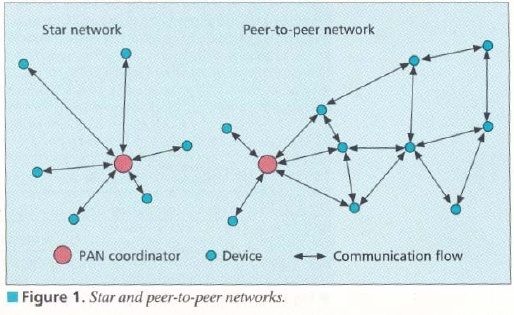 Star network
Peer-to-peer network
PAN coordinator
Device
Communication flow
Figure 1. Star and peer-to-peer networks.